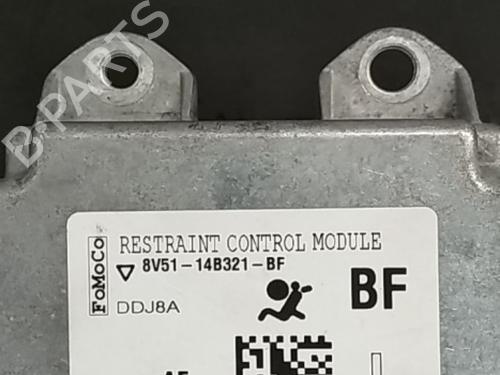 B-PARTS
FoMoCo
RESTRAINT CONTROL MODULE
8V51-14B321-BF
DDJ8A
BF